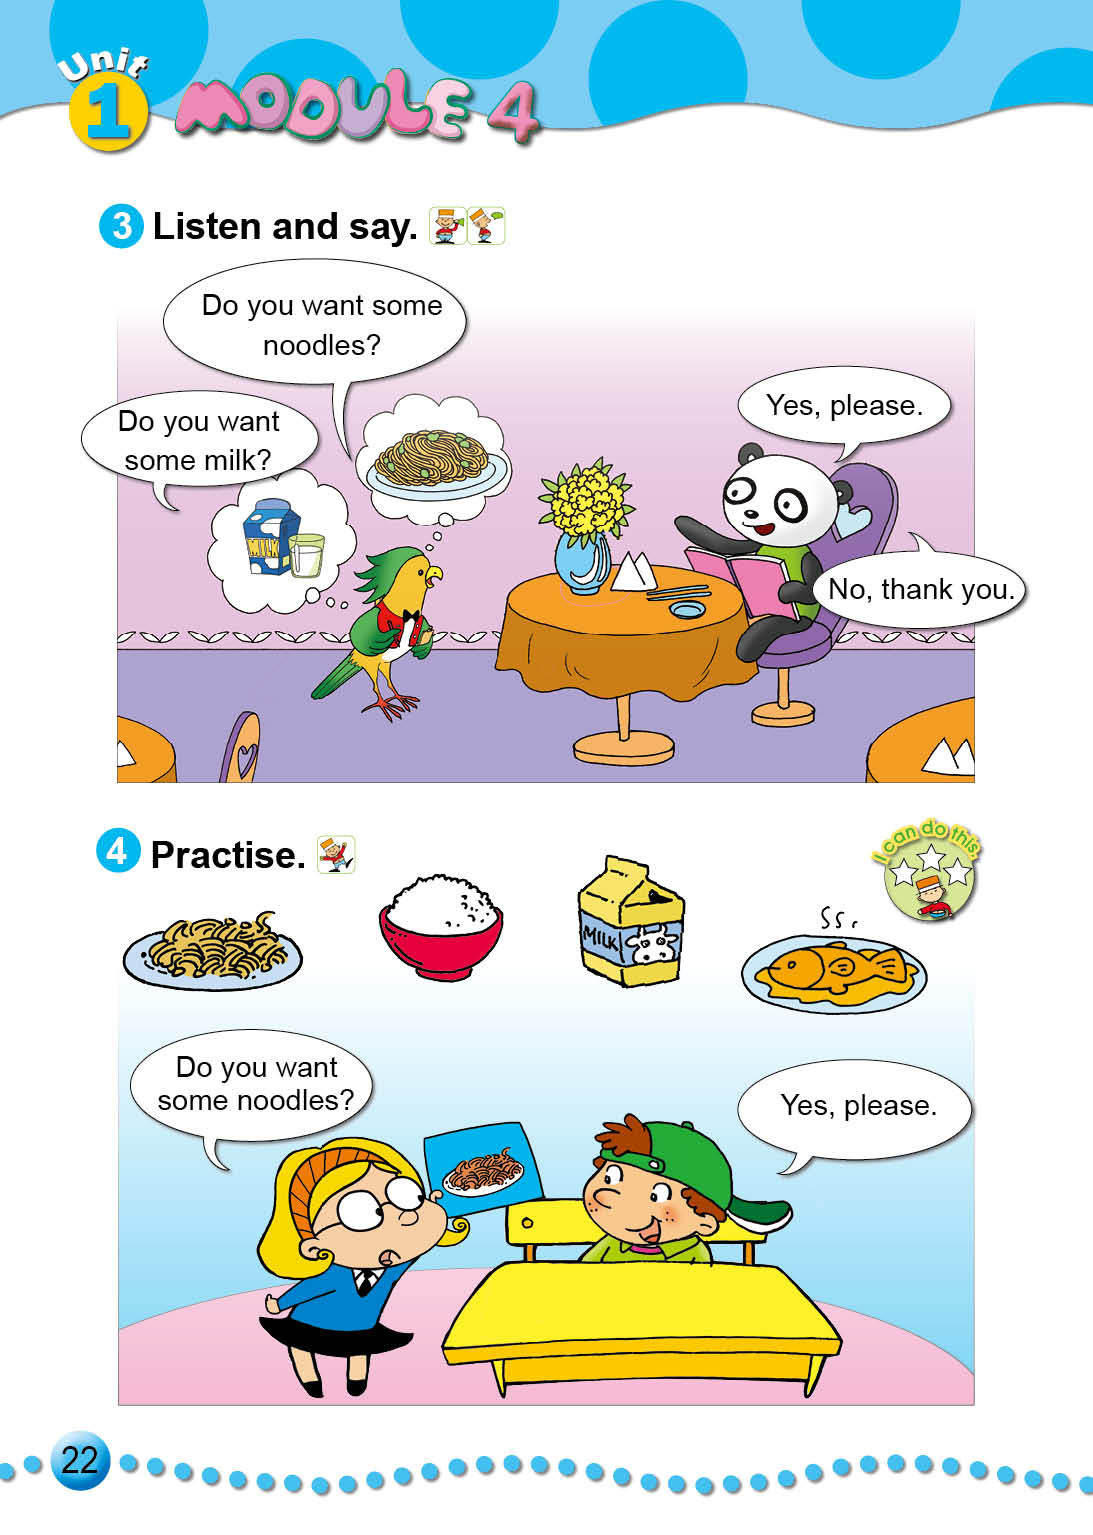 Unit
1
MODULE 4
3 Listen and say.
Do you want some
noodles?
Do you want
some milk?
MILK
Yes, please.
No, thank you.
4 Practise.
I can do this.
MILK
Do you want
some noodles?
Yes, please.
22